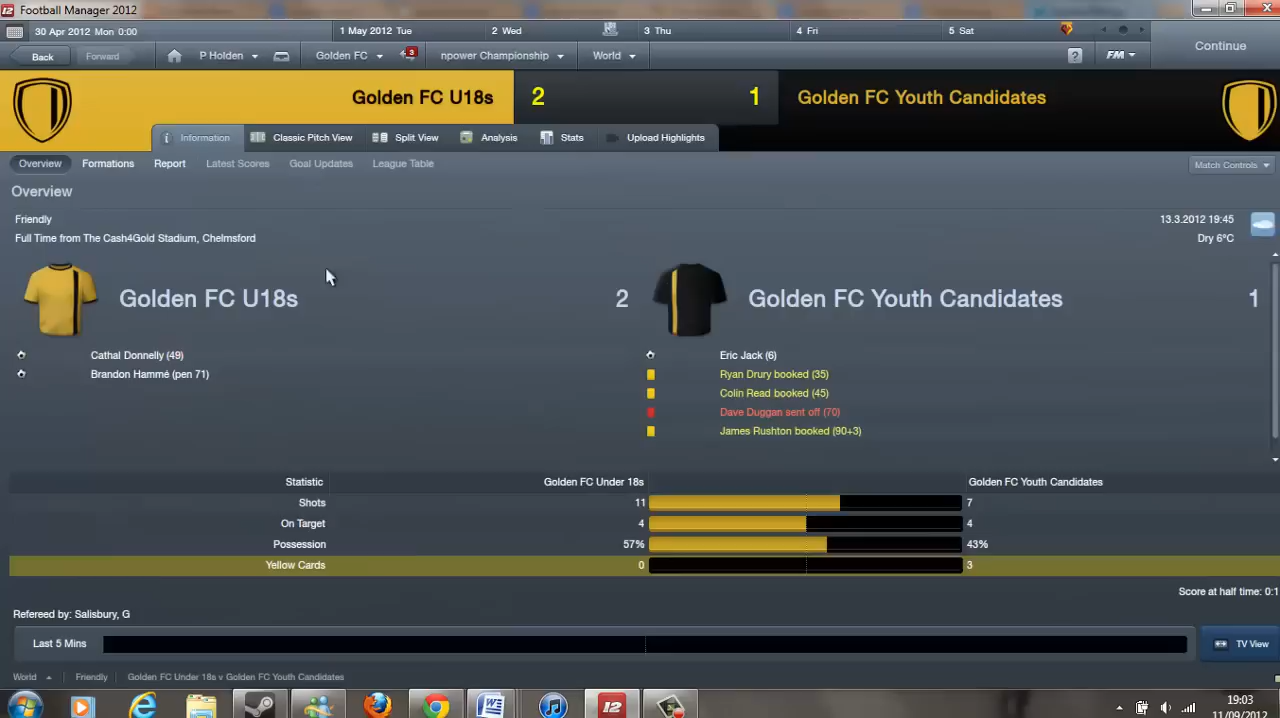 12 Football Manager 2012
30 Apr 2012 Mon 0:00 1 May 2012 Tue 2 Wed 3 Thu 4 Fri 5 Sat Continue
Back Forward P Holden Golden FC 3 npower Championship World ? FM
Golden FC U18s 2 1 Golden FC Youth Candidates
i Information Classic Pitch View Split View Analysis Stats Upload Highlights
Overview Formations Report Latest Scores Goal Updates League Table Match Controls
Overview
Friendly 13.3.2012 19:45
Full Time from The Cash4Gold Stadium, Chelmsford Dry 6°C
Golden FC U18s 2 Golden FC Youth Candidates 1
Cathal Donnelly (49) Eric Jack (6)
Brandon Hammé (pen 71) Ryan Drury booked (35)
Colin Read booked (45)
Dave Duggan sent off (70)
James Rushton booked (90+3)
Statistic Golden FC Under 18s Golden FC Youth Candidates
Shots 11 7
On Target 4 4
Possession 57% 43%
Yellow Cards 0 3
Score at half time: 0:1
Refereed by: Salisbury, G
Last 5 Mins TV View
World Friendly Golden FC Under 18s v Golden FC Youth Candidates
12 19:03
11/09/2012